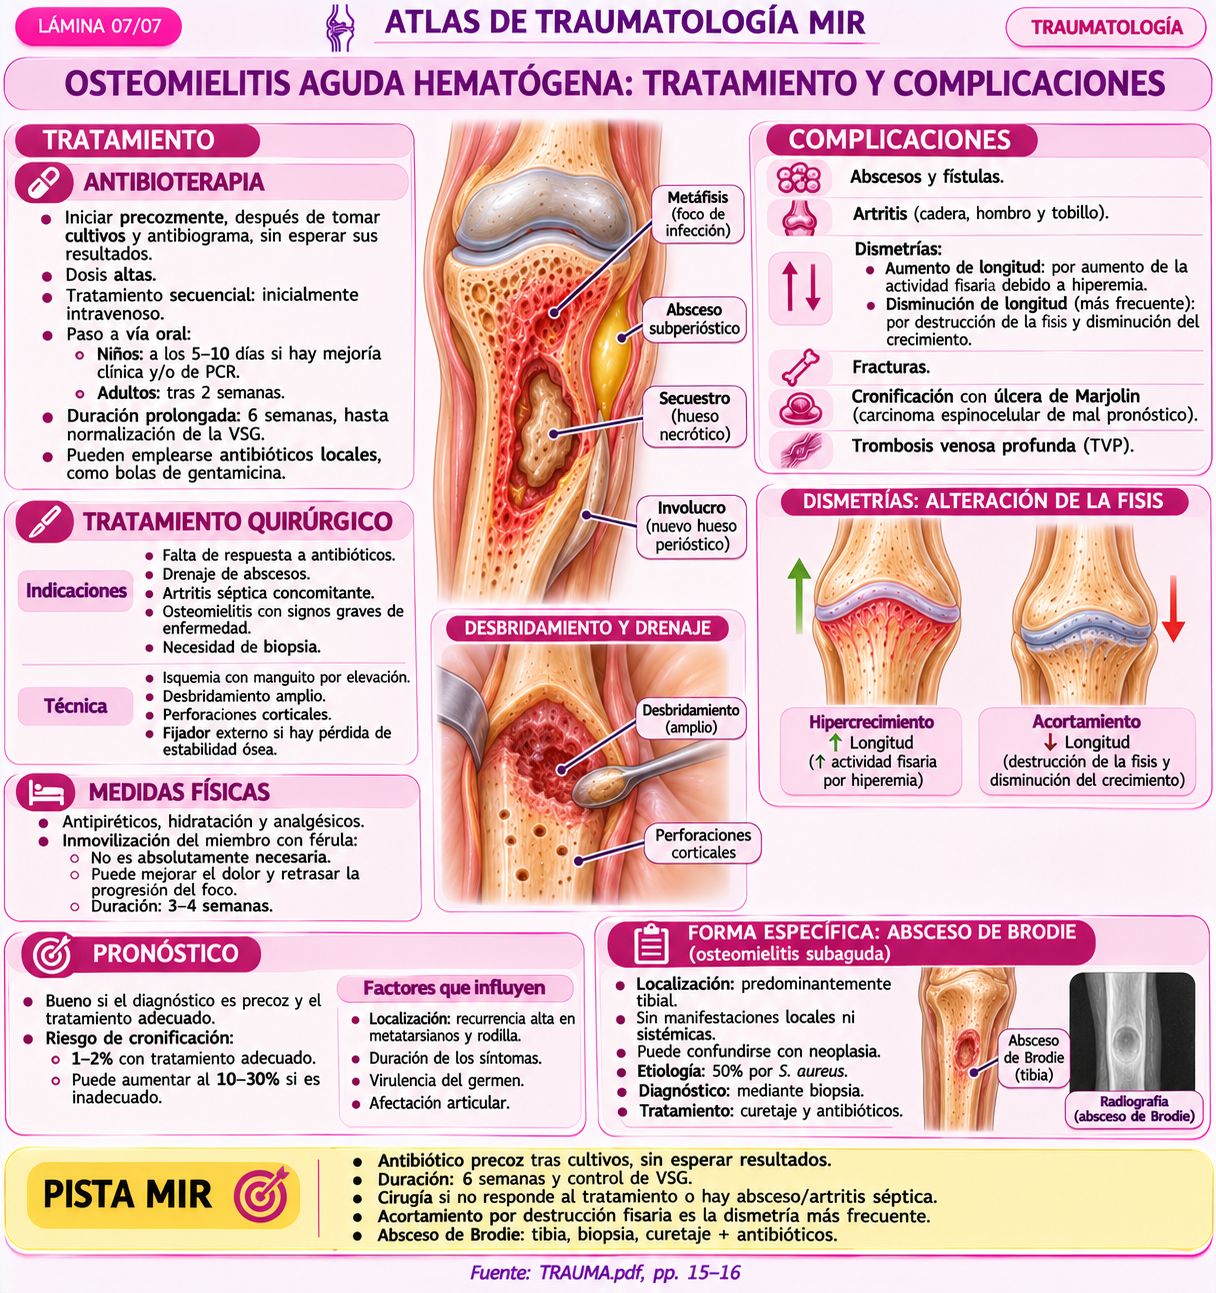 LÁMINA 07/07
ATLAS DE TRAUMATOLOGÍA MIR
TRAUMATOLOGÍA
OSTEOMIELITIS AGUDA HEMATÓGENA: TRATAMIENTO Y COMPLICACIONES
TRATAMIENTO
ANTIBIOTERAPIA
Iniciar precozmente, después de tomar
cultivos y antibiograma, sin esperar sus
resultados.
Dosis altas.
Tratamiento secuencial: inicialmente
intravenoso.
Paso a vía oral:
Niños: a los 5–10 días si hay mejoría
clínica y/o de PCR.
Adultos: tras 2 semanas.
Duración prolongada: 6 semanas, hasta
normalización de la VSG.
Pueden emplearse antibióticos locales,
como bolas de gentamicina.
TRATAMIENTO QUIRÚRGICO
Indicaciones
Falta de respuesta a antibióticos.
Drenaje de abscesos.
Artritis séptica concomitante.
Osteomielitis con signos graves de
enfermedad.
Necesidad de biopsia.
Técnica
Isquemia con manguito por elevación.
Desbridamiento amplio.
Perforaciones corticales.
Fijador externo si hay pérdida de
estabilidad ósea.
MEDIDAS FÍSICAS
Antipiréticos, hidratación y analgésicos.
Inmovilización del miembro con férula:
No es absolutamente necesaria.
Puede mejorar el dolor y retrasar la
progresión del foco.
Duración: 3–4 semanas.
Metáfisis
(foco de
infección)
Absceso
subperióstico
Secuestro
(hueso
necrótico)
Involucro
(nuevo hueso
perióstico)
DESBRIDAMIENTO Y DRENAJE
Desbridamiento
(amplio)
Perforaciones
corticales
COMPLICACIONES
Abscesos y fístulas.
Artritis (cadera, hombro y tobillo).
Dismetrías:
Aumento de longitud: por aumento de la
actividad fisaria debido a hiperemia.
Disminución de longitud (más frecuente):
por destrucción de la fisis y disminución del
crecimiento.
Fracturas.
Cronificación con úlcera de Marjolin
(carcinoma espinocelular de mal pronóstico).
Trombosis venosa profunda (TVP).
DISMETRÍAS: ALTERACIÓN DE LA FISIS
Hipercrecimiento
↑ Longitud
(↑ actividad fisaria
por hiperemia)
Acortamiento
↓ Longitud
(destrucción de la fisis y
disminución del crecimiento)
PRONÓSTICO
Bueno si el diagnóstico es precoz y el
tratamiento adecuado.
Riesgo de cronificación:
1–2% con tratamiento adecuado.
Puede aumentar al 10–30% si es
inadecuado.
Factores que influyen
Localización: recurrencia alta en
metatarsianos y rodilla.
Duración de los síntomas.
Virulencia del germen.
Afectación articular.
FORMA ESPECÍFICA: ABSCESO DE BRODIE
(osteomielitis subaguda)
Localización: predominantemente
tibial.
Sin manifestaciones locales ni
sistémicas.
Puede confundirse con neoplasia.
Etiología: 50% por S. aureus.
Diagnóstico: mediante biopsia.
Tratamiento: curetaje y antibióticos.
Absceso
de Brodie
(tibia)
Radiografía
(absceso de Brodie)
PISTA MIR
Antibiótico precoz tras cultivos, sin esperar resultados.
Duración: 6 semanas y control de VSG.
Cirugía si no responde al tratamiento o hay absceso/artritis séptica.
Acortamiento por destrucción fisaria es la dismetría más frecuente.
Absceso de Brodie: tibia, biopsia, curetaje + antibióticos.
Fuente: TRAUMA.pdf, pp. 15–16